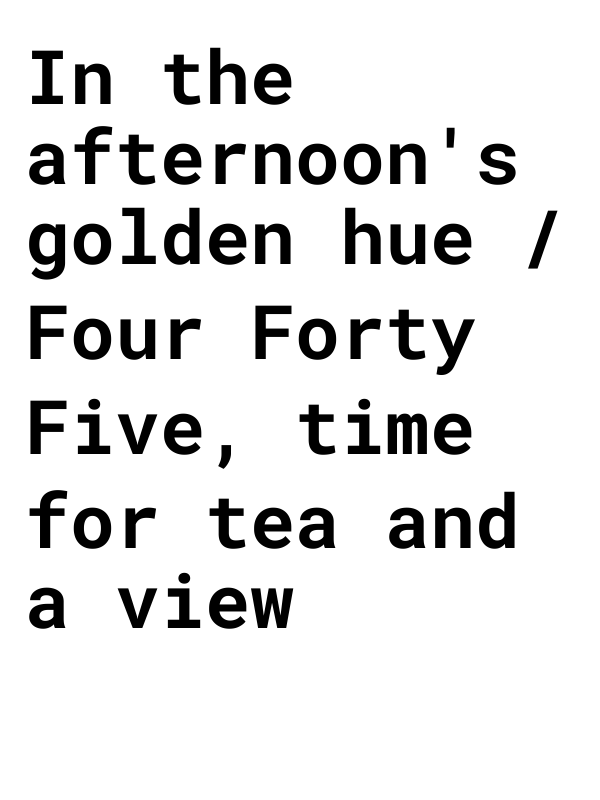 In the
afternoon's
golden hue /
Four Forty
Five, time
for tea and
a view